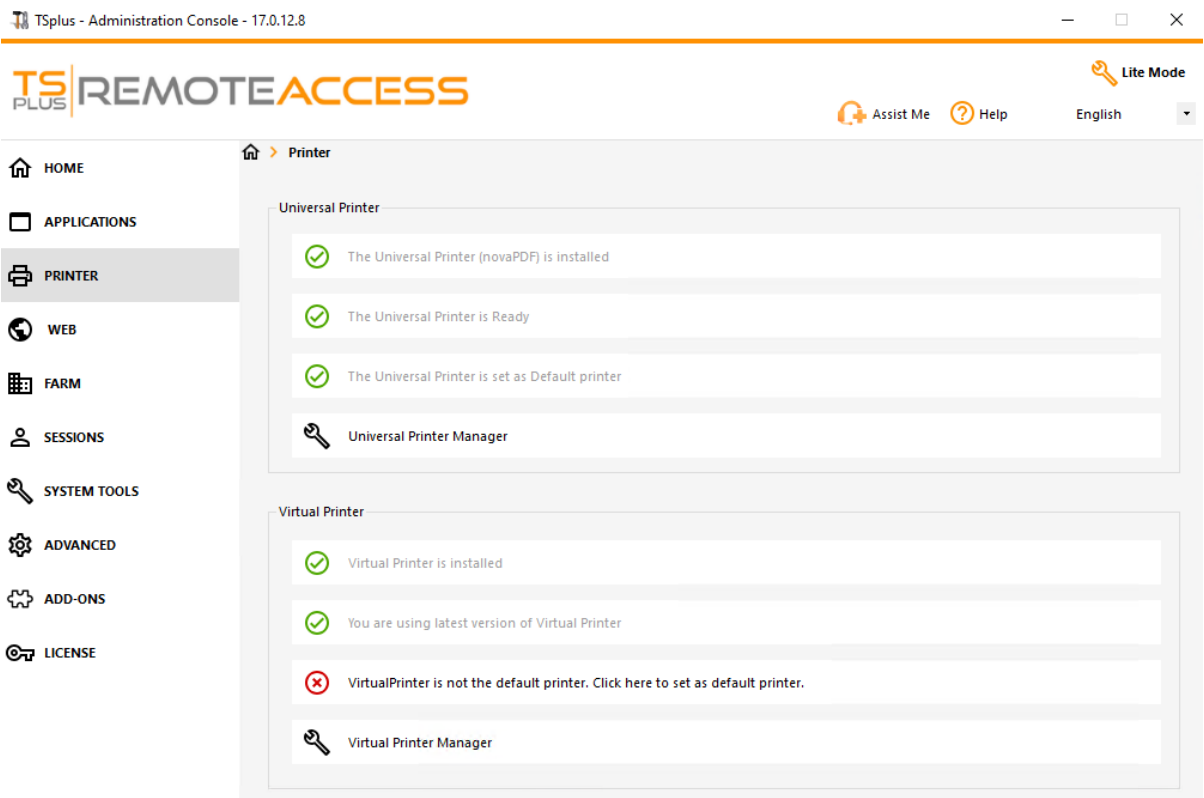 TSplus - Administration Console - 17.0.12.8
TS PLUS REMOTEACCESS
Lite Mode
Assist Me
Help
English
HOME
APPLICATIONS
PRINTER
WEB
FARM
SESSIONS
SYSTEM TOOLS
ADVANCED
ADD-ONS
LICENSE
> Printer
Universal Printer
The Universal Printer (novaPDF) is installed
The Universal Printer is Ready
The Universal Printer is set as Default printer
Universal Printer Manager
Virtual Printer
Virtual Printer is installed
You are using latest version of Virtual Printer
VirtualPrinter is not the default printer. Click here to set as default printer.
Virtual Printer Manager